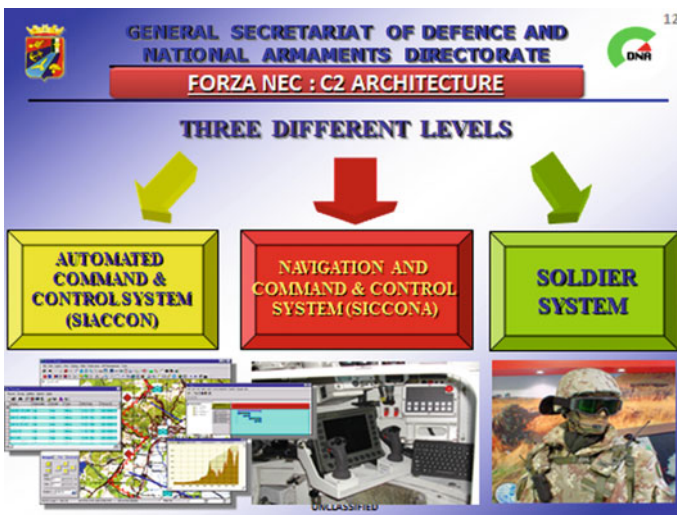 12
GENERAL SECRETARIAT OF DEFENCE AND
NATIONAL ARMAMENTS DIRECTORATE
DNA
FORZA NEC : C2 ARCHITECTURE
THREE DIFFERENT LEVELS
AUTOMATED
COMMAND &
CONTROL SYSTEM
(SIACCON)
NAVIGATION AND
COMMAND & CONTROL
SYSTEM (SICCONA)
SOLDIER
SYSTEM
UNCLASSIFIED